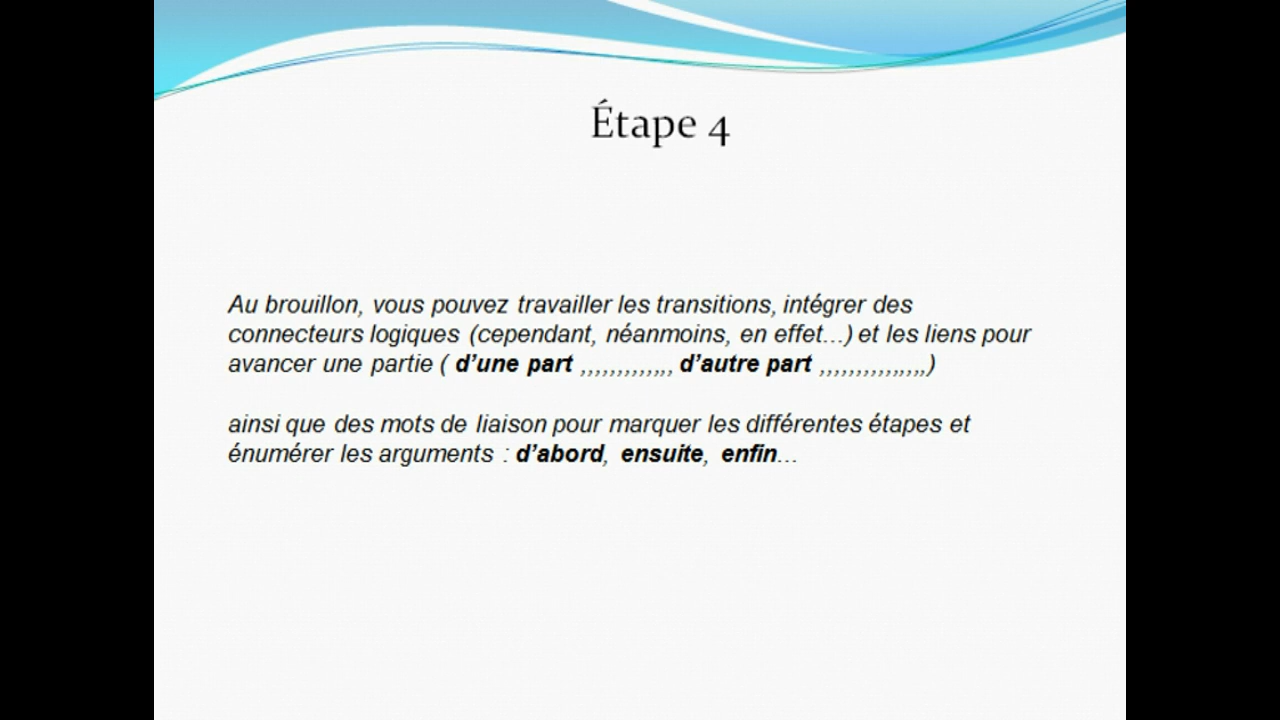 Étape 4
Au brouillon, vous pouvez travailler les transitions, intégrer des
connecteurs logiques (cependant, néanmoins, en effet…) et les liens pour
avancer une partie ( d’une part ,,,,,,,,,,,,, d’autre part ,,,,,,,,,,,,,,,)
ainsi que des mots de liaison pour marquer les différentes étapes et
énumérer les arguments : d’abord, ensuite, enfin…